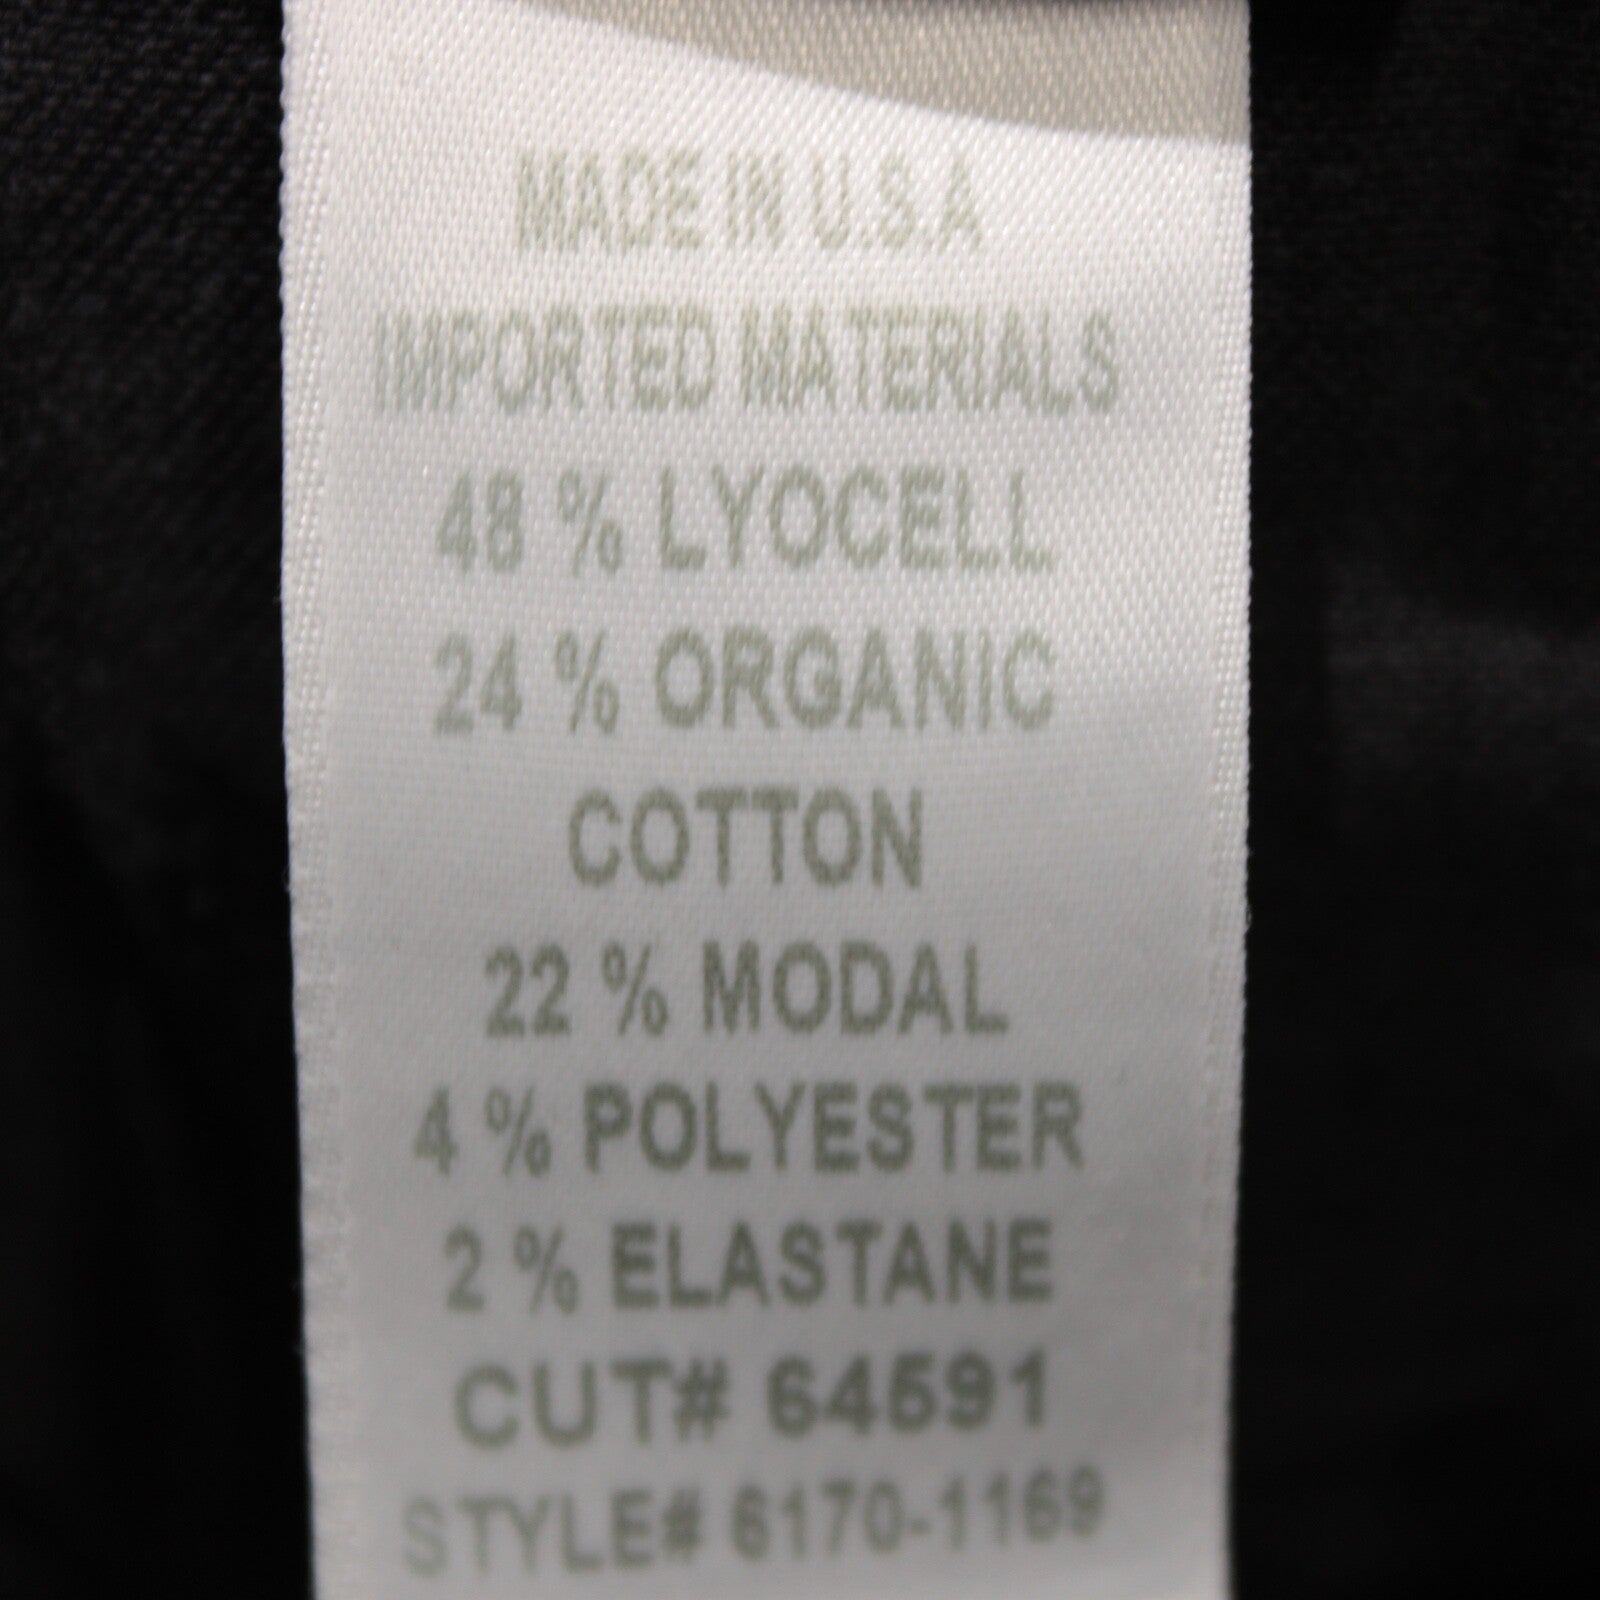 MADE IN U.S.A
IMPORTED MATERIALS
48 % LYOCELL
24 % ORGANIC
COTTON
22 % MODAL
4 % POLYESTER
2 % ELASTANE
CUT# 64591
STYLE# 6170-1169